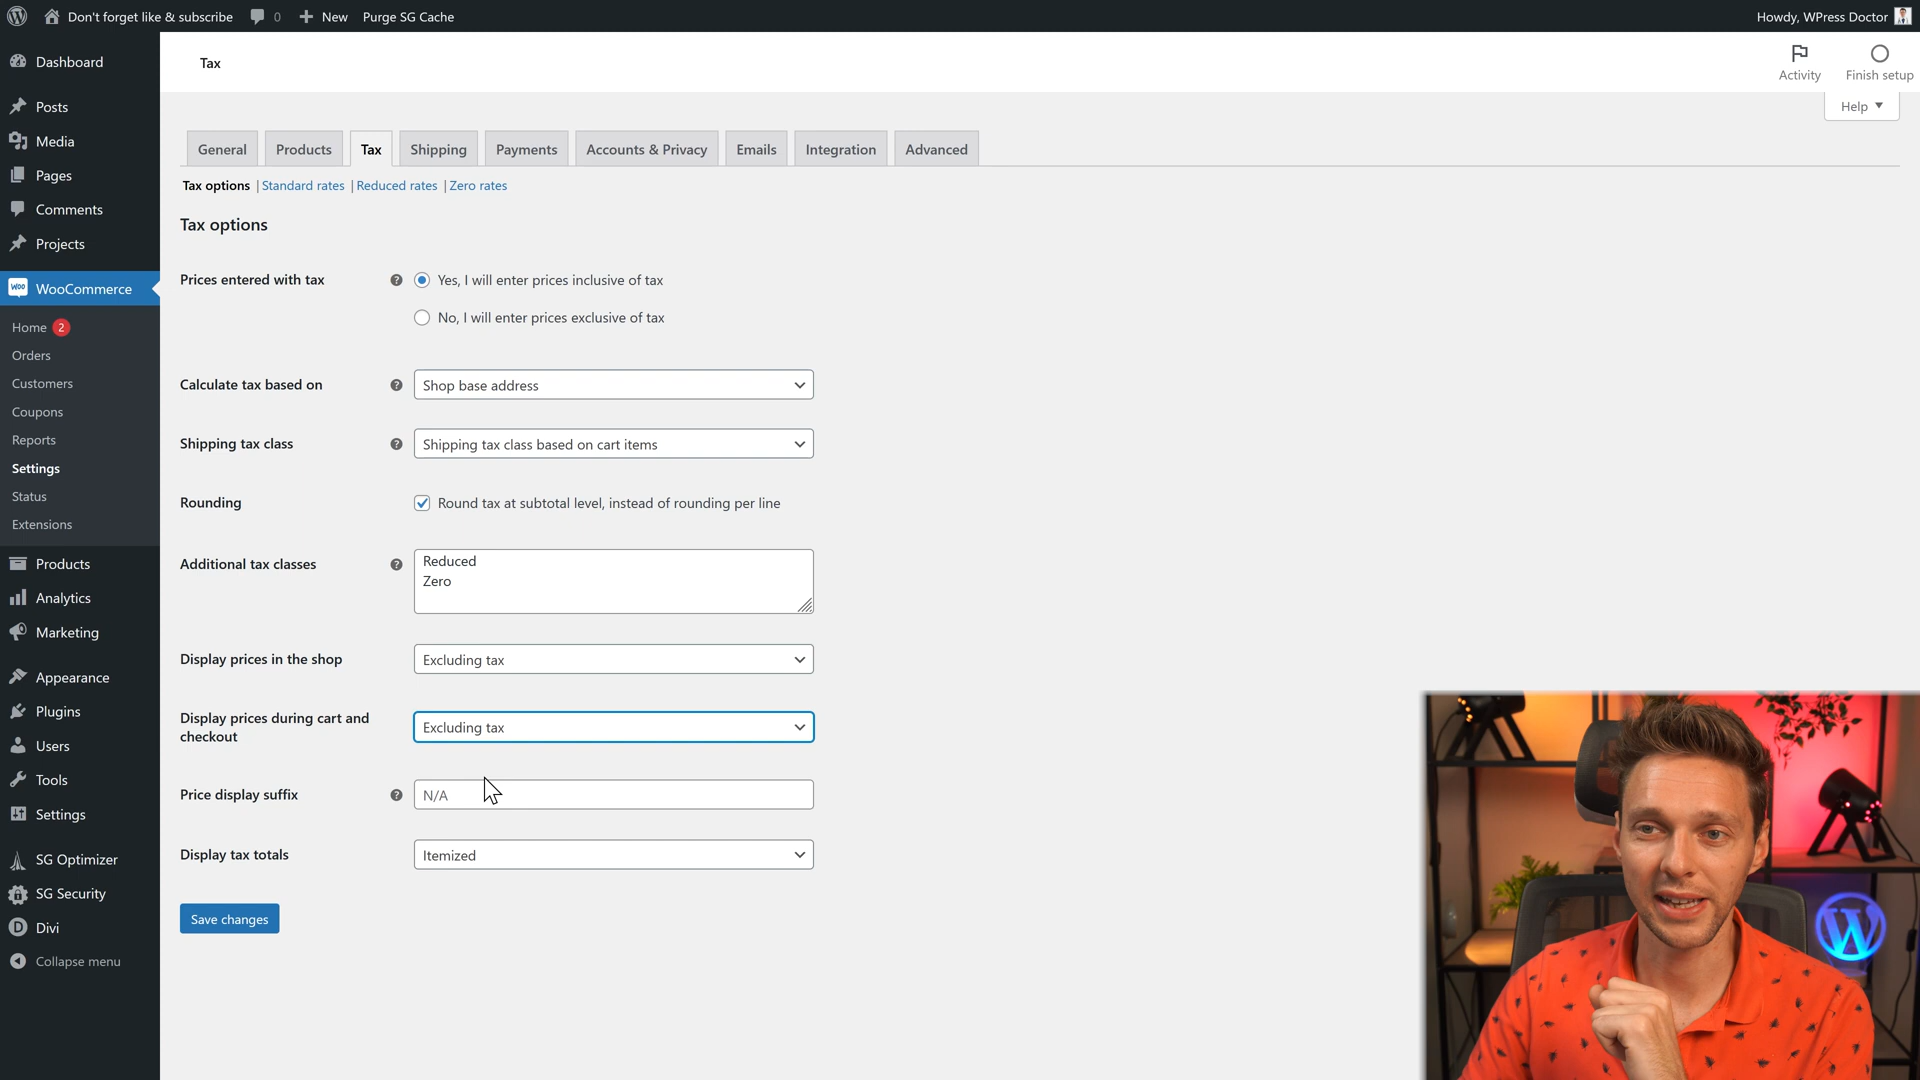 Don't forget like & subscribe
0
New
Purge SG Cache
Howdy, WPress Doctor
Dashboard
Posts
Media
Pages
Comments
Projects
WooCommerce
Home 2
Orders
Customers
Coupons
Reports
Settings
Status
Extensions
Products
Analytics
Marketing
Appearance
Plugins
Users
Tools
Settings
SG Optimizer
SG Security
Divi
Collapse menu
Tax
Activity
Finish setup
Help
General
Products
Tax
Shipping
Payments
Accounts & Privacy
Emails
Integration
Advanced
Tax options | Standard rates | Reduced rates | Zero rates
Tax options
Prices entered with tax
Yes, I will enter prices inclusive of tax
No, I will enter prices exclusive of tax
Calculate tax based on
Shop base address
Shipping tax class
Shipping tax class based on cart items
Rounding
Round tax at subtotal level, instead of rounding per line
Additional tax classes
Reduced
Zero
Display prices in the shop
Excluding tax
Display prices during cart and
checkout
Excluding tax
Price display suffix
N/A
Display tax totals
Itemized
Save changes